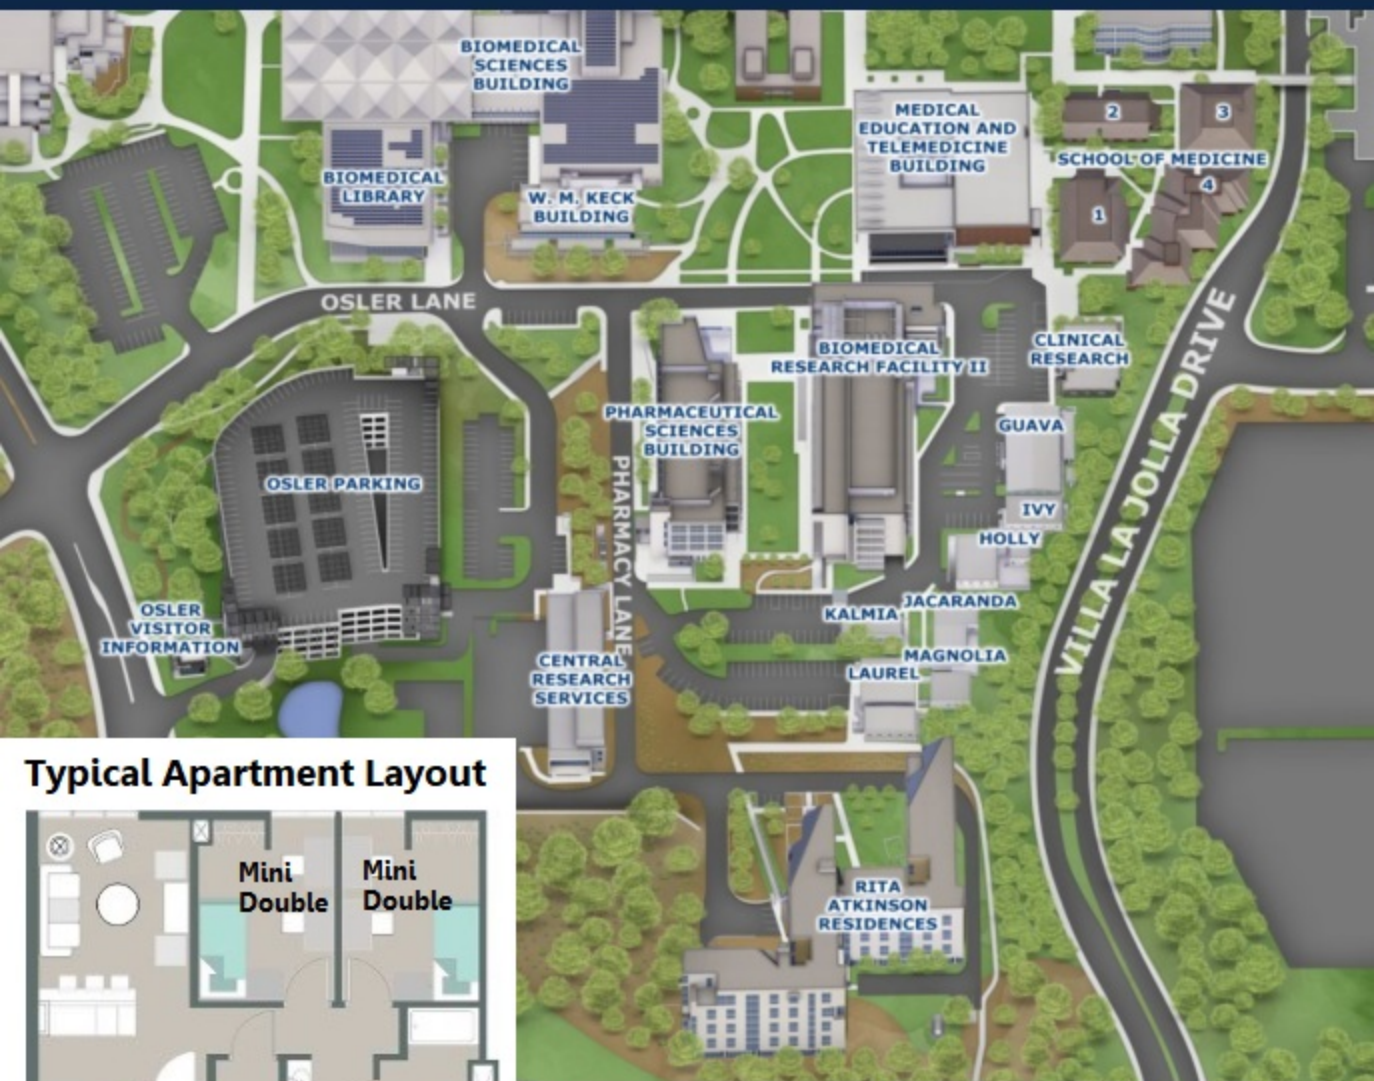 BIOMEDICAL
SCIENCES
BUILDING
MEDICAL
EDUCATION AND
TELEMEDICINE
BUILDING
2
3
SCHOOL OF MEDICINE
4
1
BIOMEDICAL
LIBRARY
W. M. KECK
BUILDING
OSLER LANE
VILLA LA JOLLA DRIVE
CLINICAL
RESEARCH
BIOMEDICAL
RESEARCH FACILITY II
PHARMACEUTICAL
SCIENCES
BUILDING
GUAVA
OSLER PARKING
PHARMACY LANE
IVY
HOLLY
JACARANDA
KALMIA
OSLER
VISITOR
INFORMATION
MAGNOLIA
LAUREL
CENTRAL
RESEARCH
SERVICES
RITA
ATKINSON
RESIDENCES
Typical Apartment Layout
Mini
Double
Mini
Double